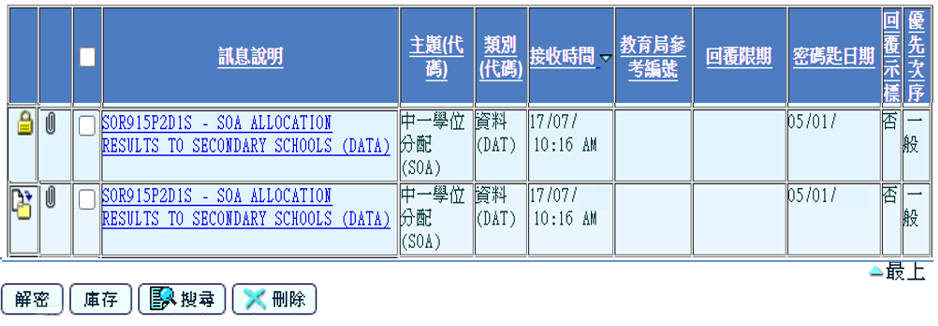 訊息說明
主題(代
碼)
類別
(代碼)
接收時間
教育局參
考編號
回覆限期
密碼匙日期
回
覆
示
標
優
先
次
序
SOR915P2D1S - SOA ALLOCATION
RESULTS TO SECONDARY SCHOOLS (DATA)
中一學位
分配
(SOA)
資料
(DAT)
17/07/
10:16 AM
05/01/
否
一
般
SOR915P2D1S - SOA ALLOCATION
RESULTS TO SECONDARY SCHOOLS (DATA)
中一學位
分配
(SOA)
資料
(DAT)
17/07/
10:16 AM
05/01/
否
一
般
最上
解密 庫存 搜尋 刪除